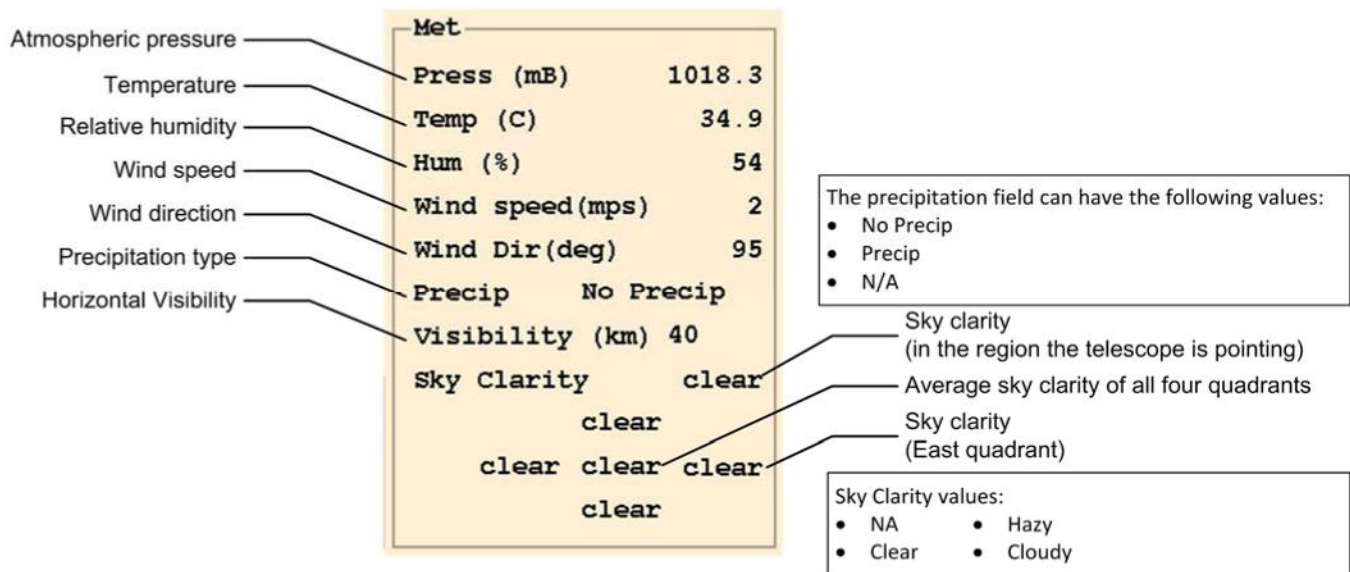 Atmospheric pressure
Temperature
Relative humidity
Wind speed
Wind direction
Precipitation type
Horizontal Visibility
Met
Press (mB) 1018.3
Temp (C) 34.9
Hum (%) 54
Wind speed(mps) 2
Wind Dir(deg) 95
Precip No Precip
Visibility (km) 40
Sky Clarity clear
clear
clear clear clear
clear
The precipitation field can have the following values:
• No Precip
• Precip
• N/A
Sky clarity
(in the region the telescope is pointing)
Average sky clarity of all four quadrants
Sky clarity
(East quadrant)
Sky Clarity values:
• NA • Hazy
• Clear • Cloudy